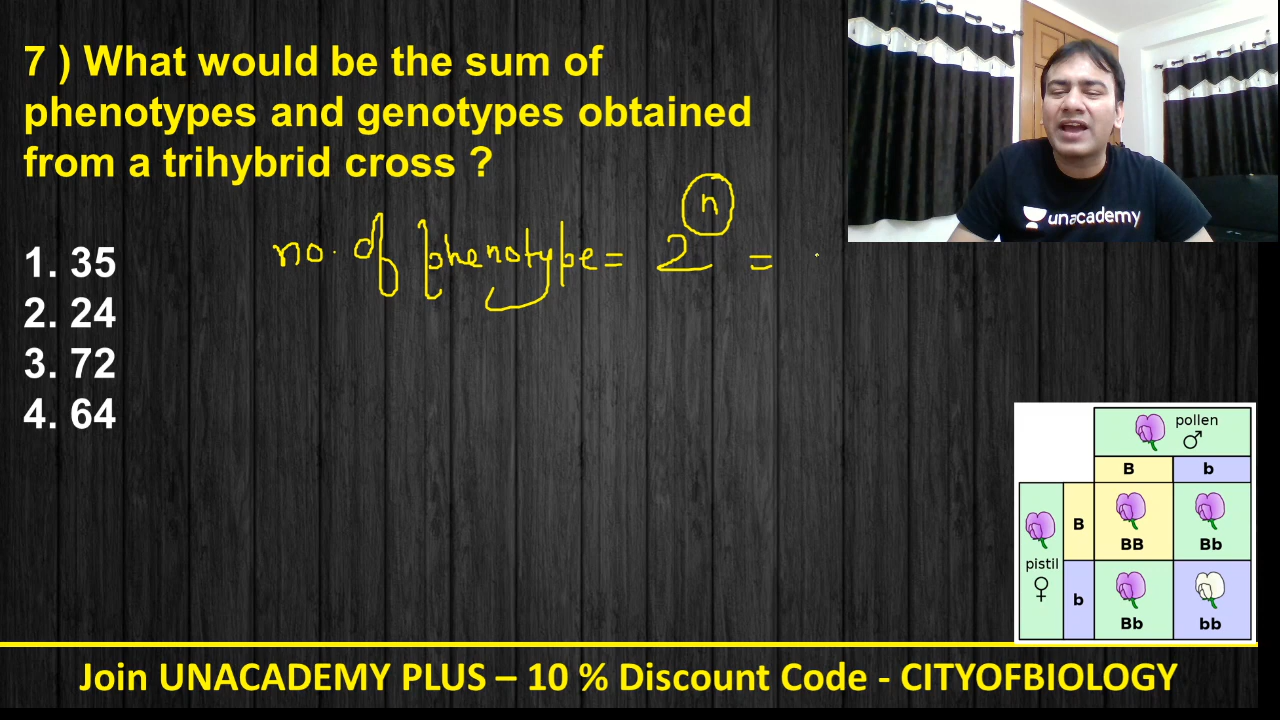 7 ) What would be the sum of
phenotypes and genotypes obtained
from a trihybrid cross ?
no. of phenotype = 2ⁿ =
1. 35
2. 24
3. 72
4. 64
unacademy
pollen
♂
B b
B
BB Bb
pistil
♀
b
Bb bb
Join UNACADEMY PLUS – 10 % Discount Code - CITYOFBIOLOGY